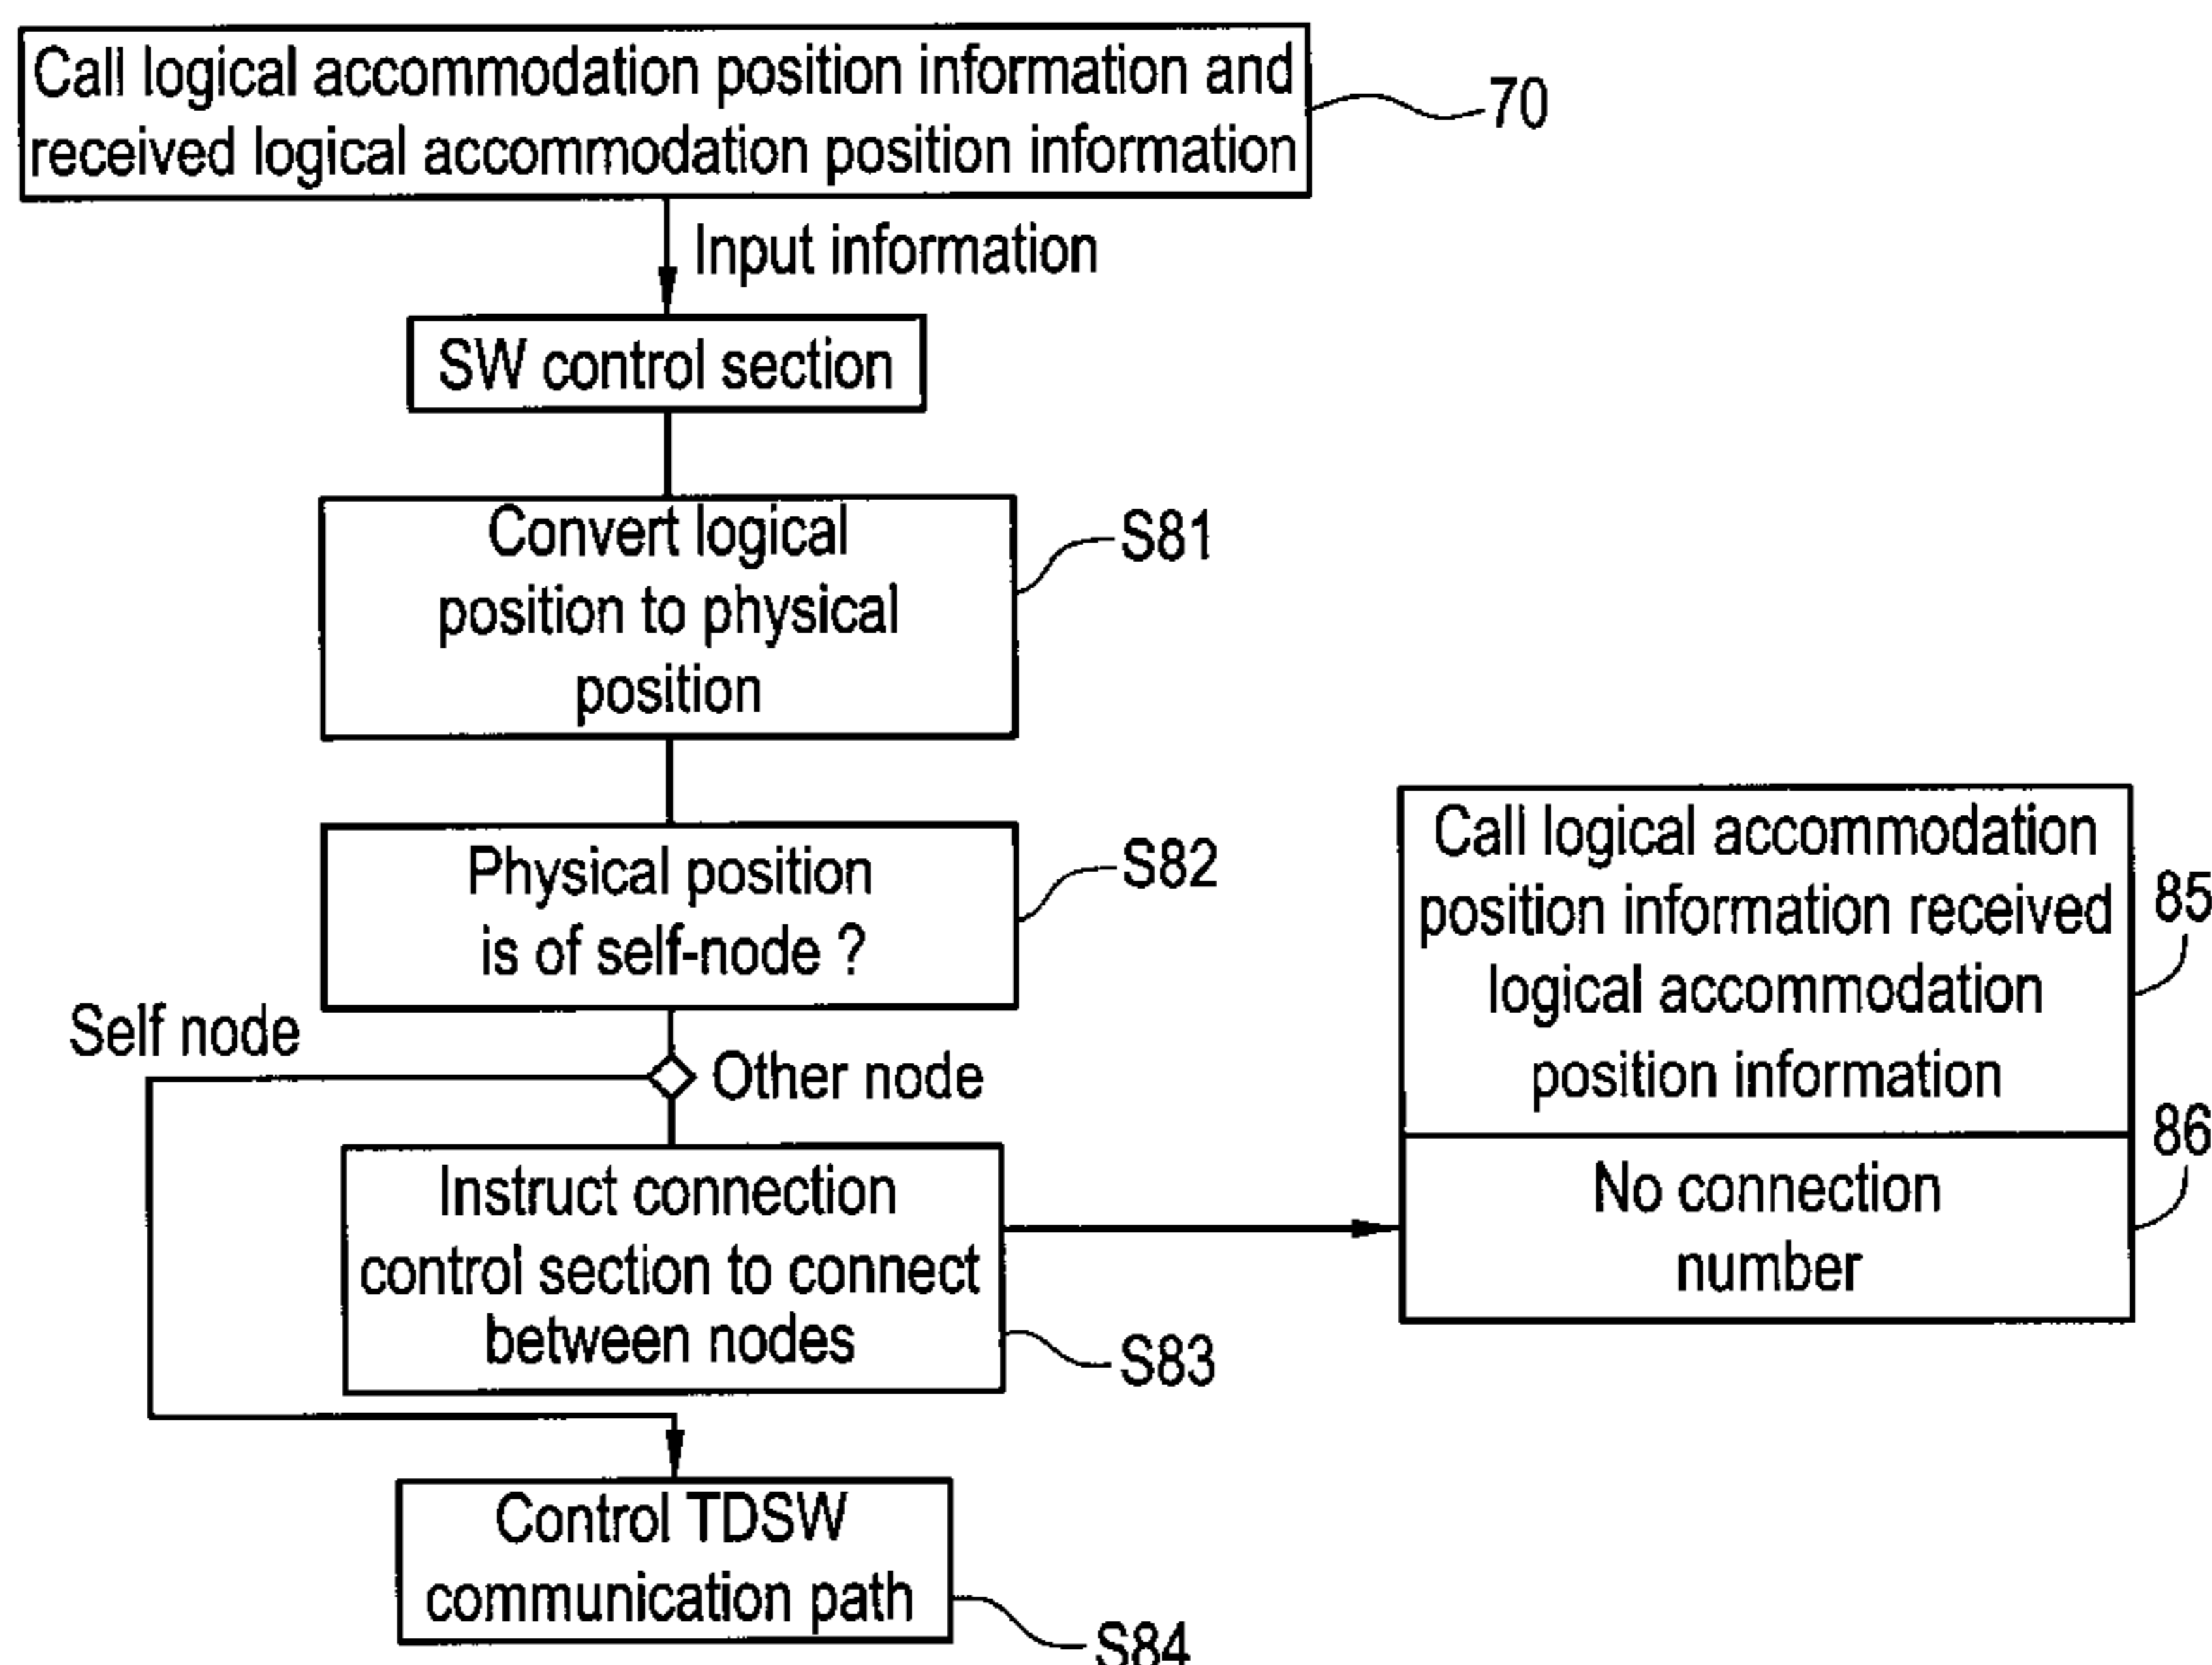 Call logical accommodation position information and
received logical accommodation position information
70
Input information
SW control section
Convert logical
position to physical
position
S81
Physical position
is of self-node ?
S82
Self node
Other node
Instruct connection
control section to connect
between nodes
S83
Call logical accommodation
position information received
logical accommodation
position information
85
No connection
number
86
Control TDSW
communication path
S84